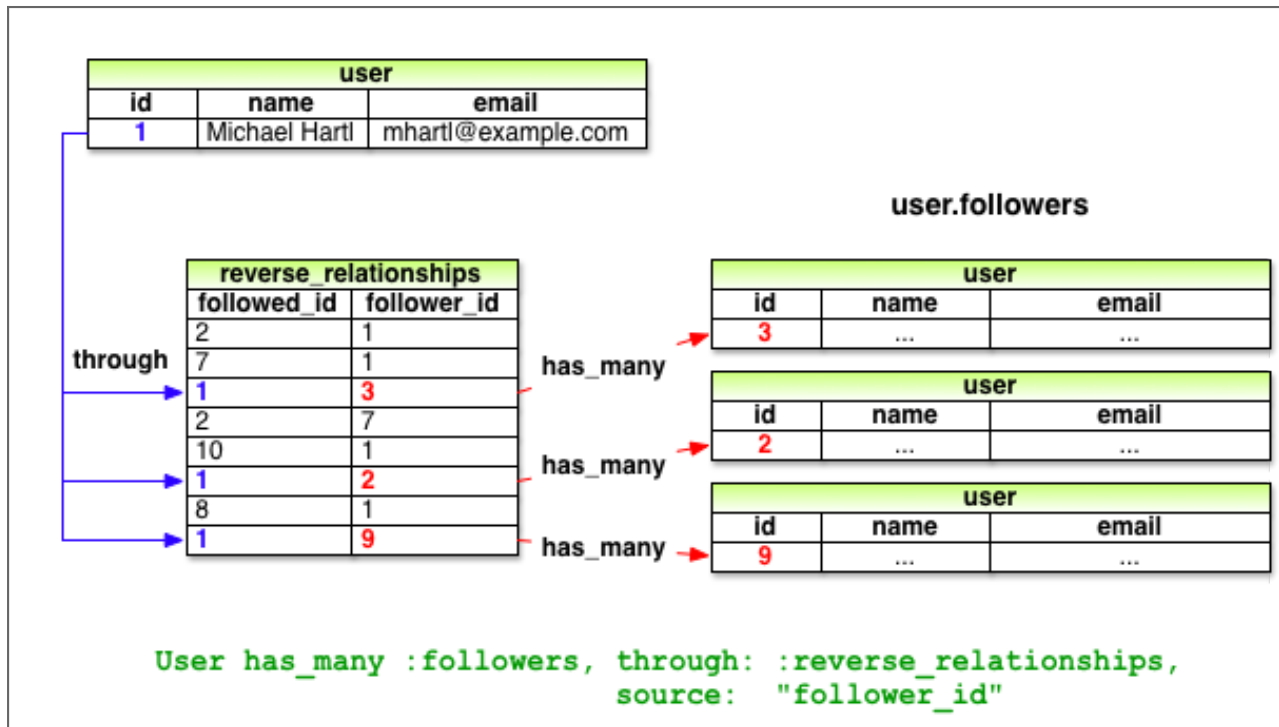 user
id name email
1 Michael Hartl mhartl@example.com
user.followers
reverse_relationships
followed_id follower_id
2 1
7 1
1 3
2 7
10 1
1 2
8 1
1 9
through
has_many
has_many
has_many
user
id name email
3 ... ...
user
id name email
2 ... ...
user
id name email
9 ... ...
User has_many :followers, through: :reverse_relationships,
source: "follower_id"